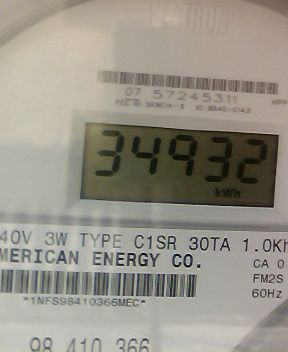 07 57245311
34932
kWh
40V 3W TYPE C1SR 30TA 1.0Kh
MERICAN ENERGY CO.
CA 0
FM2S
*1NFS98410366MEC*
60Hz
98 410 366